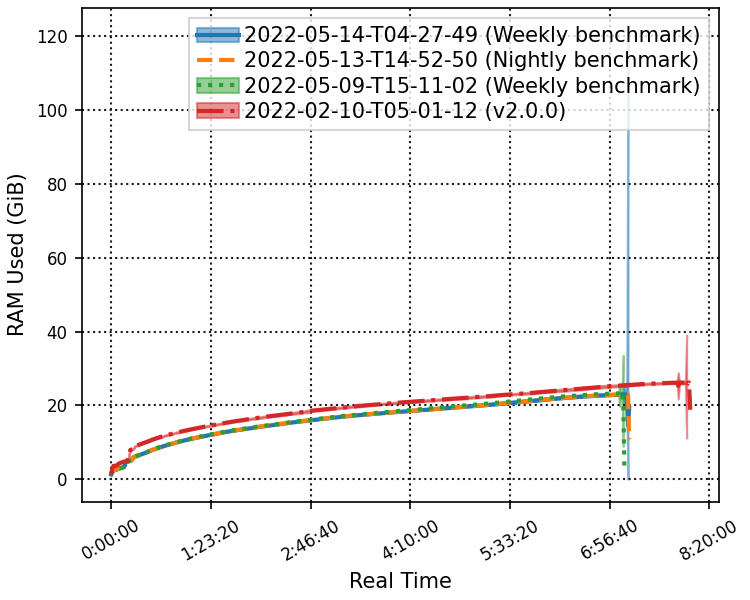 120
100
80
60
40
20
0
RAM Used (GiB)
2022-05-14-T04-27-49 (Weekly benchmark)
2022-05-13-T14-52-50 (Nightly benchmark)
2022-05-09-T15-11-02 (Weekly benchmark)
2022-02-10-T05-01-12 (v2.0.0)
0:00:00
1:23:20
2:46:40
4:10:00
5:33:20
6:56:40
8:20:00
Real Time